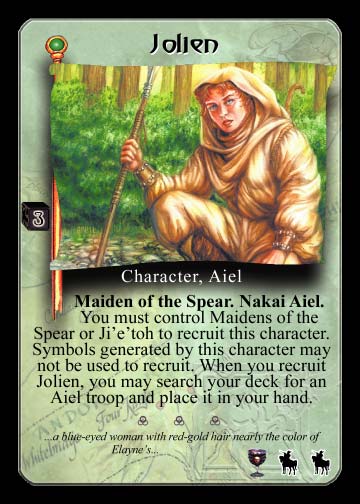 Jolien
3
Character, Aiel
Maiden of the Spear. Nakai Aiel.
You must control Maidens of the
Spear or Ji'e'toh to recruit this character.
Symbols generated by this character may
not be used to recruit. When you recruit
Jolien, you may search your deck for an
Aiel troop and place it in your hand.
...a blue-eyed woman with red-gold hair nearly the color of
Elayne's...